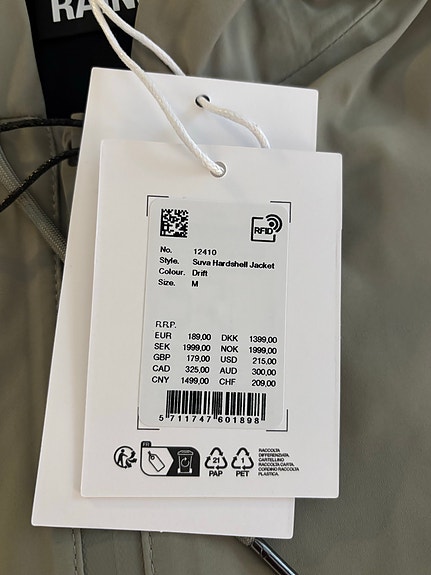 RAIN
RFID
No. 12410
Style. Suva Hardshell Jacket
Colour. Drift
Size. M
R.R.P.
EUR 189,00 DKK 1399,00
SEK 1999,00 NOK 1999,00
GBP 179,00 USD 215,00
CAD 325,00 AUD 300,00
CNY 1499,00 CHF 209,00
5 711747 601898
FR
21 1
PAP PET
RACCOLTA
DIFFERENZIATA.
CARTELLINO
RACCOLTA CARTA.
CORDINO RACCOLTA
PLASTICA.